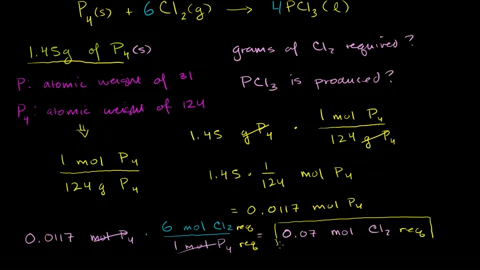 P₄(s) + 6Cl₂(g) → 4PCl₃(l)
1.45g of P₄(s)
grams of Cl₂ required?
P: atomic weight of 31
PCl₃ is produced?
P₄: atomic weight of 124
⇓
1.45 g P₄ · 1 mol P₄ / 124 g P₄
1 mol P₄ / 124 g P₄
1.45 · 1/124 mol P₄
= 0.0117 mol P₄
0.0117 mol P₄ · 6 mol Cl₂ req / 1 mol P₄ req = 0.07 mol Cl₂ req